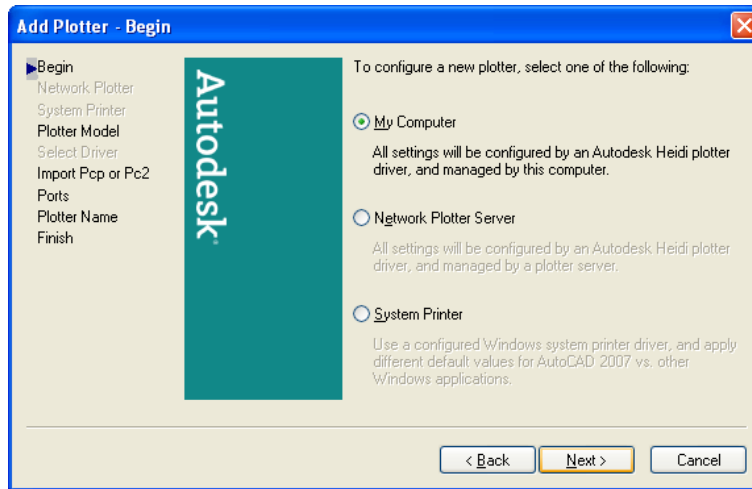 Add Plotter - Begin
Begin
Network Plotter
System Printer
Plotter Model
Select Driver
Import Pcp or Pc2
Ports
Plotter Name
Finish
Autodesk
To configure a new plotter, select one of the following:
My Computer
All settings will be configured by an Autodesk Heidi plotter
driver, and managed by this computer.
Network Plotter Server
All settings will be configured by an Autodesk Heidi plotter
driver, and managed by a plotter server.
System Printer
Use a configured Windows system printer driver, and apply
different default values for AutoCAD 2007 vs. other
Windows applications.
< Back
Next >
Cancel